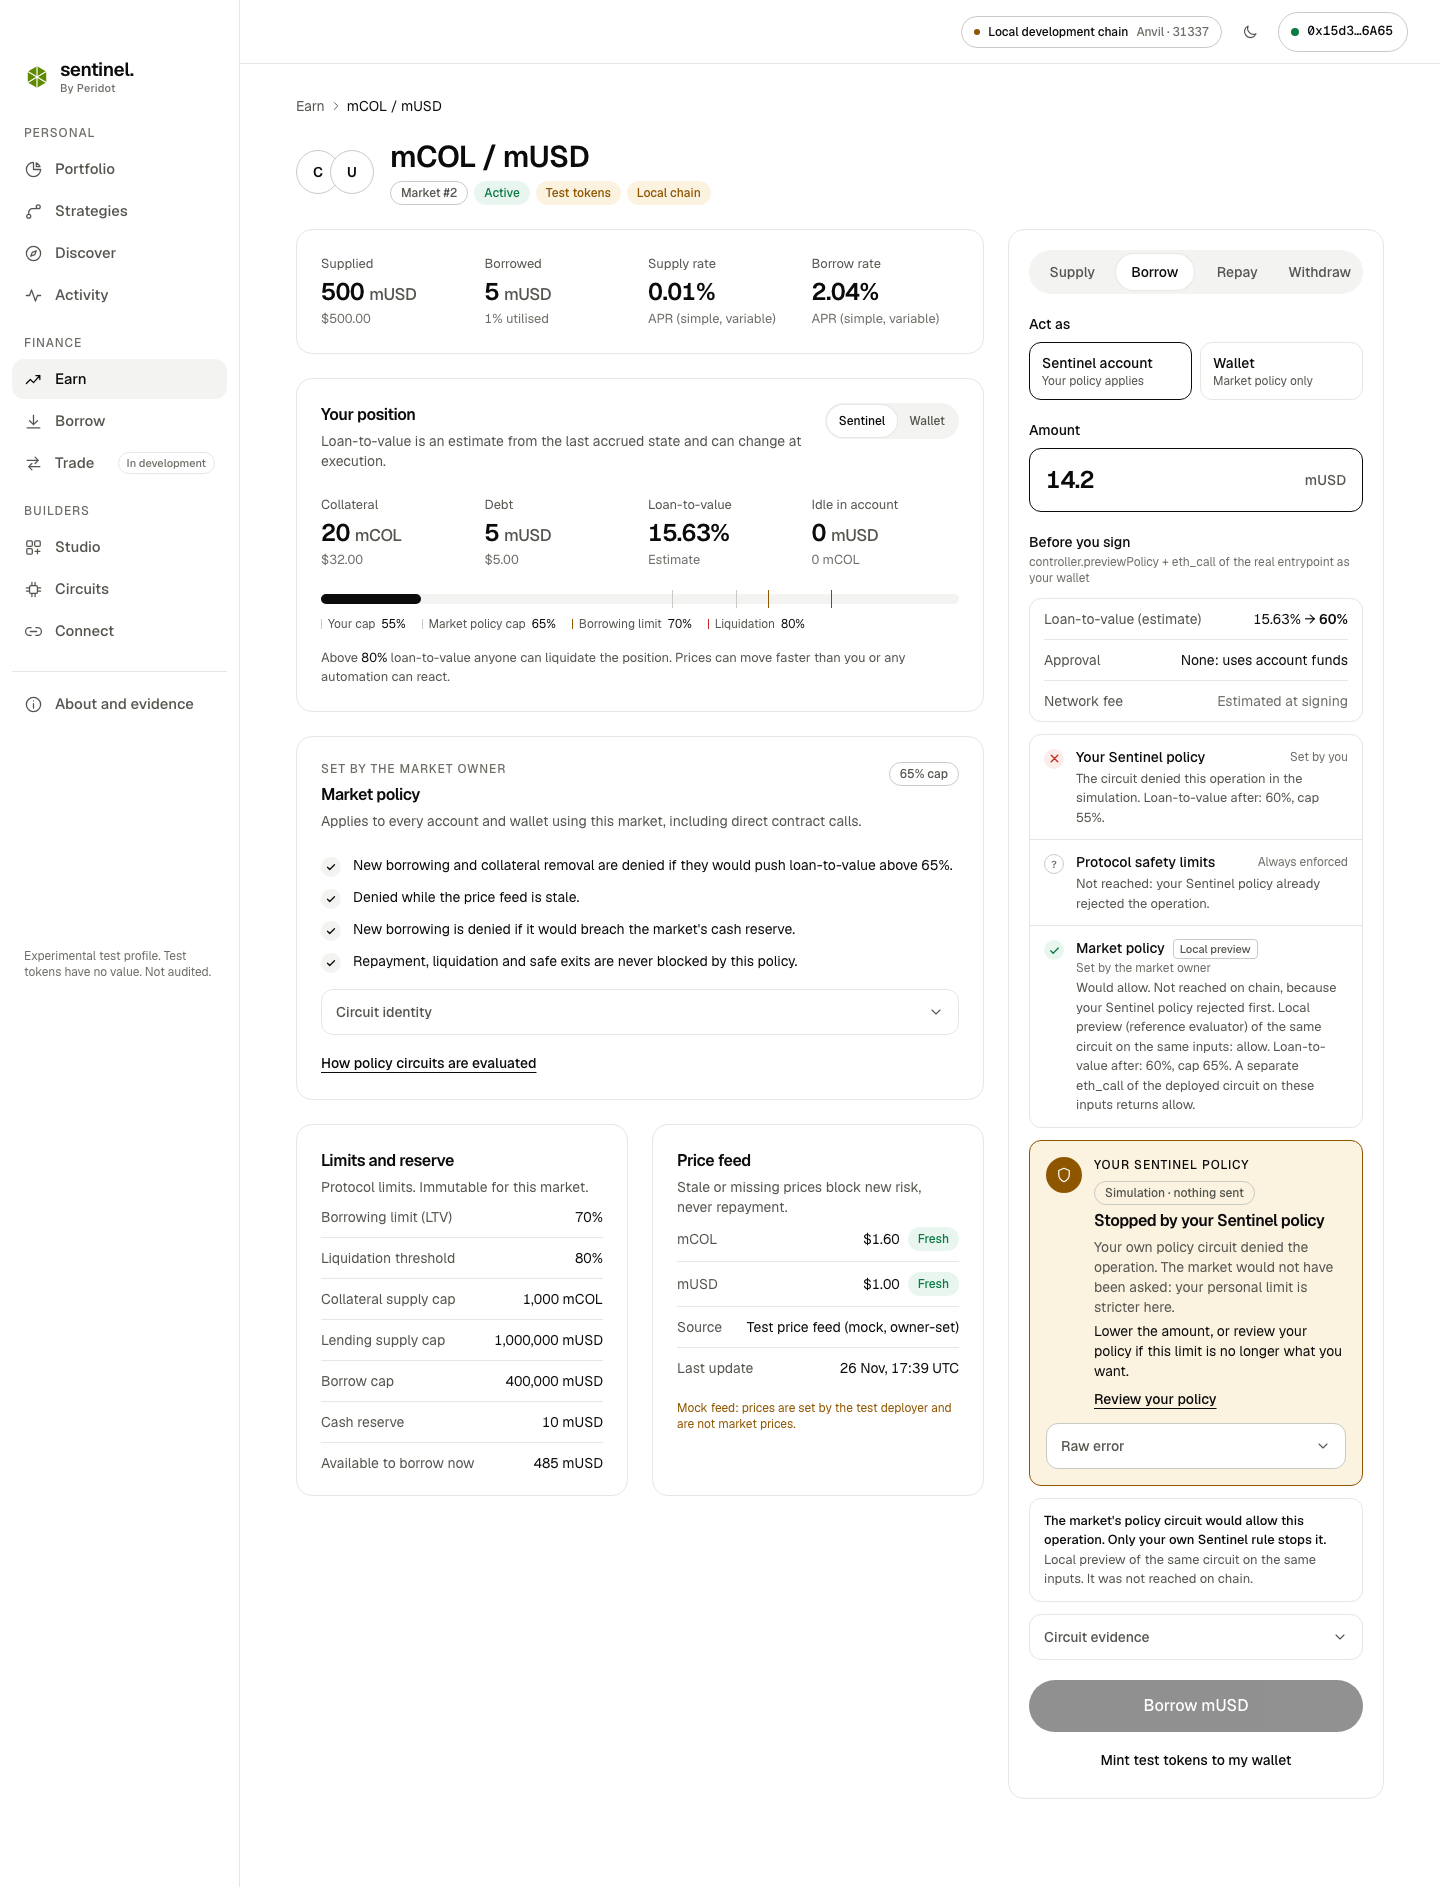 Local development chain Anvil · 31337
0x15d3…6A65
sentinel.
By Peridot
PERSONAL
Portfolio
Strategies
Discover
Activity
FINANCE
Earn
Borrow
Trade In development
BUILDERS
Studio
Circuits
Connect
About and evidence
Experimental test profile. Test
tokens have no value. Not audited.
Earn > mCOL / mUSD
C U
mCOL / mUSD
Market #2 Active Test tokens Local chain
Supplied Borrowed Supply rate Borrow rate
500 mUSD 5 mUSD 0.01% 2.04%
$500.00 1% utilised APR (simple, variable) APR (simple, variable)
Your position
Sentinel Wallet
Loan-to-value is an estimate from the last accrued state and can change at
execution.
Collateral Debt Loan-to-value Idle in account
20 mCOL 5 mUSD 15.63% 0 mUSD
$32.00 $5.00 Estimate 0 mCOL
Your cap 55% Market policy cap 65% Borrowing limit 70% Liquidation 80%
Above 80% loan-to-value anyone can liquidate the position. Prices can move faster than you or any
automation can react.
SET BY THE MARKET OWNER
65% cap
Market policy
Applies to every account and wallet using this market, including direct contract calls.
New borrowing and collateral removal are denied if they would push loan-to-value above 65%.
Denied while the price feed is stale.
New borrowing is denied if it would breach the market's cash reserve.
Repayment, liquidation and safe exits are never blocked by this policy.
Circuit identity
How policy circuits are evaluated
Limits and reserve
Protocol limits. Immutable for this market.
Borrowing limit (LTV) 70%
Liquidation threshold 80%
Collateral supply cap 1,000 mCOL
Lending supply cap 1,000,000 mUSD
Borrow cap 400,000 mUSD
Cash reserve 10 mUSD
Available to borrow now 485 mUSD
Price feed
Stale or missing prices block new risk,
never repayment.
mCOL $1.60 Fresh
mUSD $1.00 Fresh
Source Test price feed (mock, owner-set)
Last update 26 Nov, 17:39 UTC
Mock feed: prices are set by the test deployer and
are not market prices.
Supply Borrow Repay Withdraw
Act as
Sentinel account
Your policy applies
Wallet
Market policy only
Amount
14.2 mUSD
Before you sign
controller.previewPolicy + eth_call of the real entrypoint as
your wallet
Loan-to-value (estimate) 15.63% → 60%
Approval None: uses account funds
Network fee Estimated at signing
Your Sentinel policy Set by you
The circuit denied this operation in the
simulation. Loan-to-value after: 60%, cap
55%.
? Protocol safety limits Always enforced
Not reached: your Sentinel policy already
rejected the operation.
Market policy Local preview
Set by the market owner
Would allow. Not reached on chain, because
your Sentinel policy rejected first. Local
preview (reference evaluator) of the same
circuit on the same inputs: allow. Loan-to-
value after: 60%, cap 65%. A separate
eth_call of the deployed circuit on these
inputs returns allow.
YOUR SENTINEL POLICY
Simulation · nothing sent
Stopped by your Sentinel policy
Your own policy circuit denied the
operation. The market would not have
been asked: your personal limit is
stricter here.
Lower the amount, or review your
policy if this limit is no longer what you
want.
Review your policy
Raw error
The market's policy circuit would allow this
operation. Only your own Sentinel rule stops it.
Local preview of the same circuit on the same
inputs. It was not reached on chain.
Circuit evidence
Borrow mUSD
Mint test tokens to my wallet